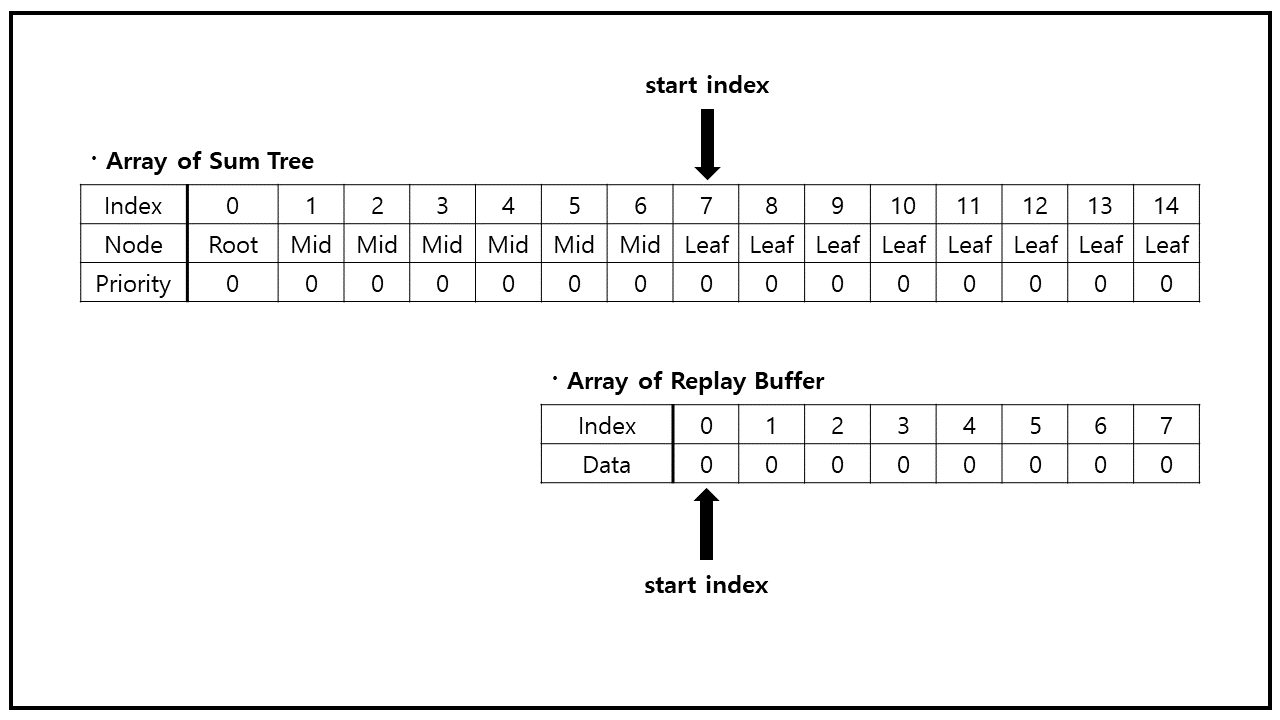 start index
· Array of Sum Tree
Index 0 1 2 3 4 5 6 7 8 9 10 11 12 13 14
Node Root Mid Mid Mid Mid Mid Mid Leaf Leaf Leaf Leaf Leaf Leaf Leaf Leaf
Priority 0 0 0 0 0 0 0 0 0 0 0 0 0 0 0
· Array of Replay Buffer
Index 0 1 2 3 4 5 6 7
Data 0 0 0 0 0 0 0 0
start index